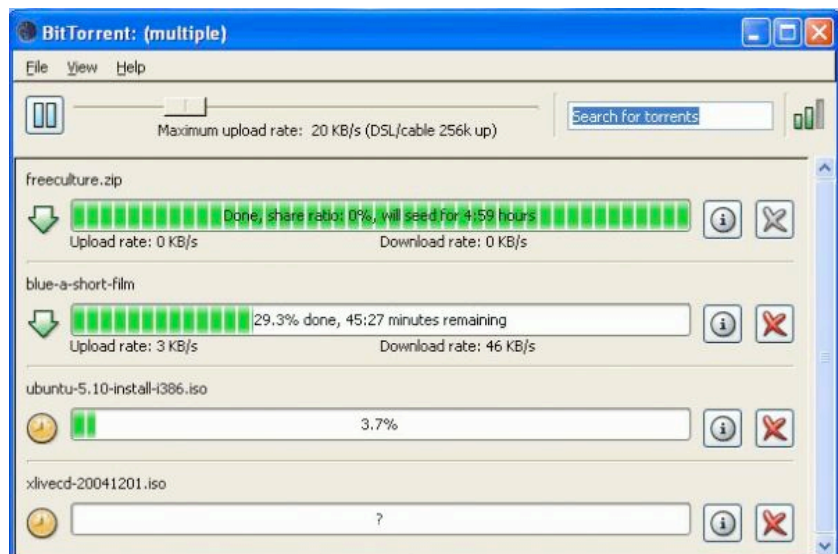 BitTorrent: (multiple)
File View Help
Maximum upload rate: 20 KB/s (DSL/cable 256k up)
Search for torrents
freeculture.zip
Done, share ratio: 0%, will seed for 4:59 hours
Upload rate: 0 KB/s Download rate: 0 KB/s
blue-a-short-film
29.3% done, 45:27 minutes remaining
Upload rate: 3 KB/s Download rate: 46 KB/s
ubuntu-5.10-install-i386.iso
3.7%
xlivecd-20041201.iso
?